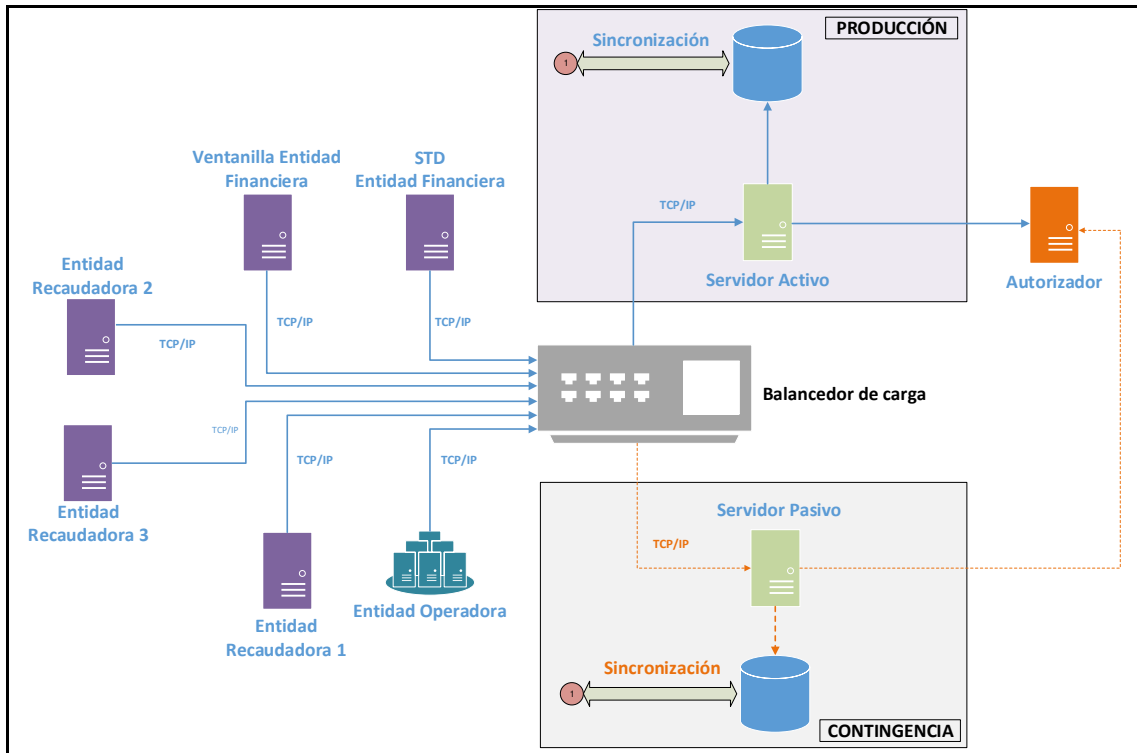 PRODUCCIÓN
Sincronización
1
Ventanilla Entidad
Financiera
STD
Entidad Financiera
TCP/IP
Servidor Activo
Autorizador
Entidad
Recaudadora 2
TCP/IP
TCP/IP
TCP/IP
Balancedor de carga
TCP/IP
TCP/IP
TCP/IP
Entidad
Recaudadora 3
Servidor Pasivo
TCP/IP
Entidad Operadora
Entidad
Recaudadora 1
Sincronización
1
CONTINGENCIA